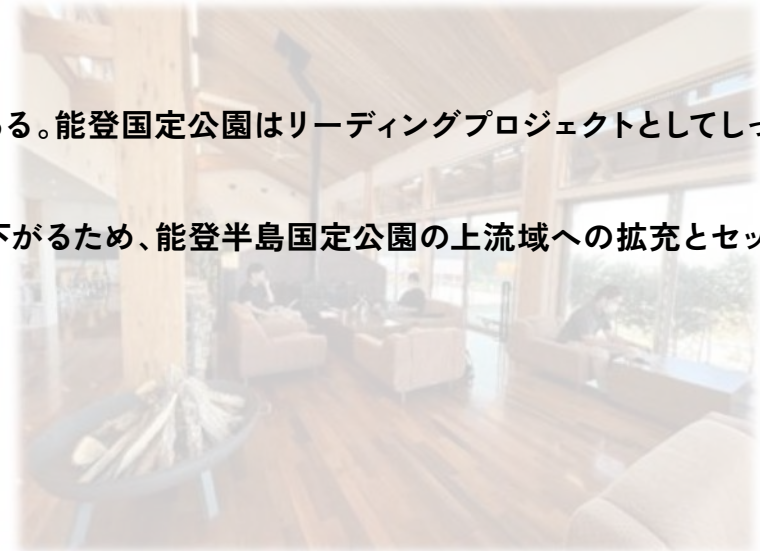 る。能登国定公園はリーディングプロジェクトとしてしっ
下がるため、能登半島国定公園の上流域への拡充とセッ